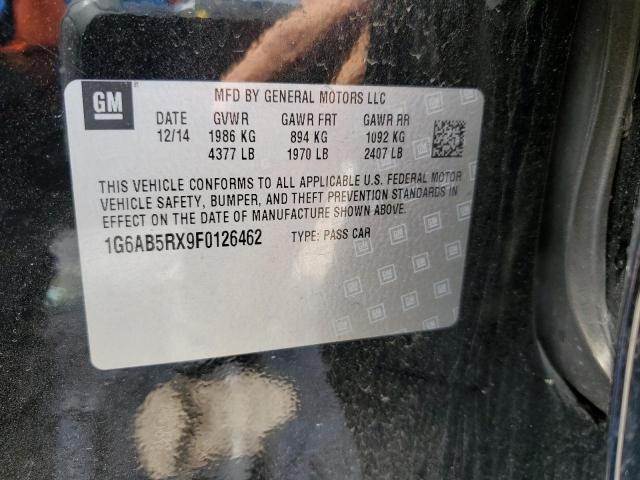 GM
MFD BY GENERAL MOTORS LLC
DATE GVWR GAWR FRT GAWR RR
12/14 1986 KG 894 KG 1092 KG
4377 LB 1970 LB 2407 LB
THIS VEHICLE CONFORMS TO ALL APPLICABLE U.S. FEDERAL MOTOR
VEHICLE SAFETY, BUMPER, AND THEFT PREVENTION STANDARDS IN
EFFECT ON THE DATE OF MANUFACTURE SHOWN ABOVE.
1G6AB5RX9F0126462 TYPE: PASS CAR